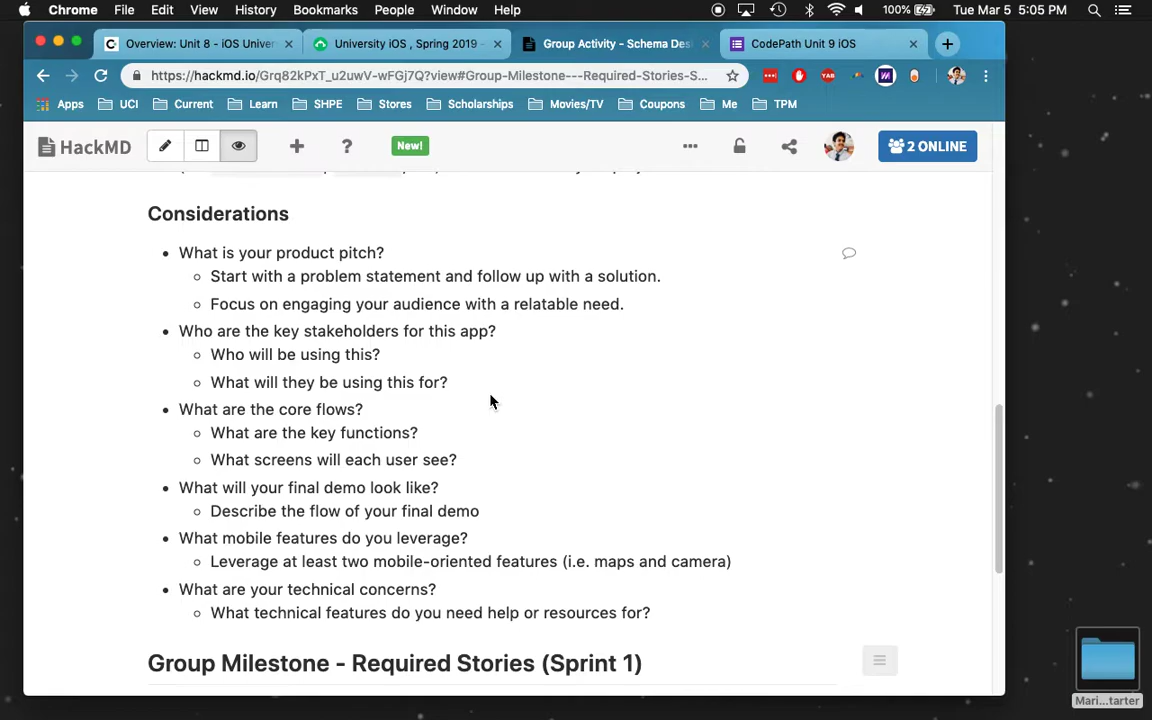 Chrome File Edit View History Bookmarks People Window Help 100% Tue Mar 5 5:05 PM
Overview: Unit 8 - iOS Univer
University iOS , Spring 2019 -
Group Activity - Schema Des
CodePath Unit 9 iOS
https://hackmd.io/Grq82kPxT_u2uwV-wFGj7Q?view#Group-Milestone---Required-Stories-S...
YAB
Apps UCI Current Learn SHPE Stores Scholarships Movies/TV Coupons Me TPM
HackMD New! 2 ONLINE
Considerations
What is your product pitch?
Start with a problem statement and follow up with a solution.
Focus on engaging your audience with a relatable need.
Who are the key stakeholders for this app?
Who will be using this?
What will they be using this for?
What are the core flows?
What are the key functions?
What screens will each user see?
What will your final demo look like?
Describe the flow of your final demo
What mobile features do you leverage?
Leverage at least two mobile-oriented features (i.e. maps and camera)
What are your technical concerns?
What technical features do you need help or resources for?
Group Milestone - Required Stories (Sprint 1)
Mari...tarter